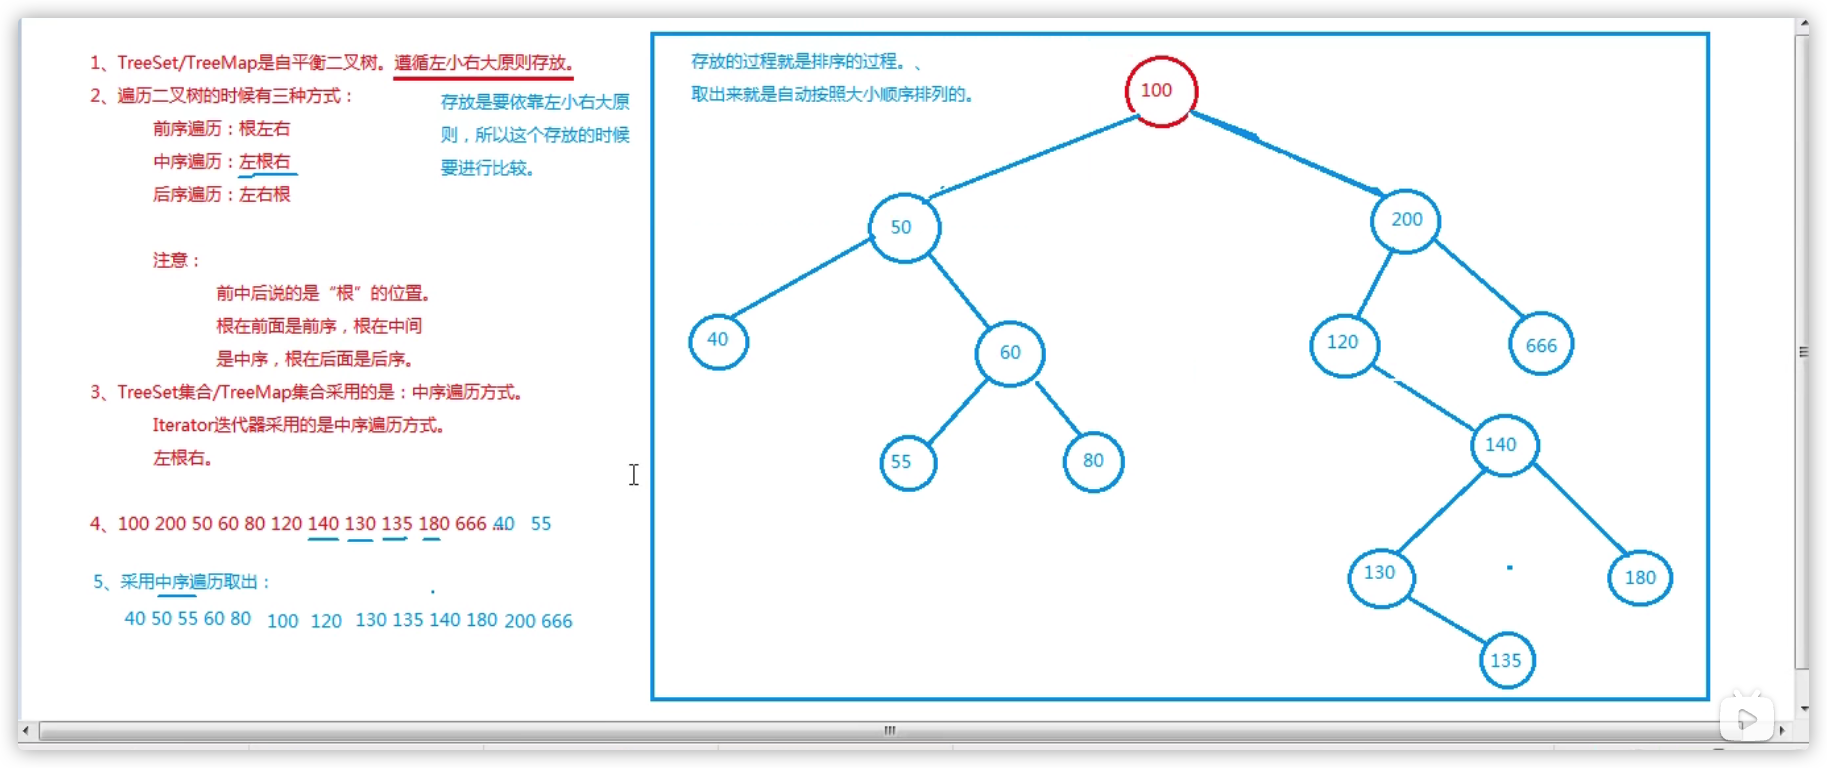 1、TreeSet/TreeMap是自平衡二叉树。遵循左小右大原则存放。
2、遍历二叉树的时候有三种方式：
前序遍历：根左右
中序遍历：左根右
后序遍历：左右根
存放是要依靠左小右大原
则，所以这个存放的时候
要进行比较。
注意：
前中后说的是“根”的位置。
根在前面是前序，根在中间
是中序，根在后面是后序。
3、TreeSet集合/TreeMap集合采用的是：中序遍历方式。
Iterator迭代器采用的是中序遍历方式。
左根右。
4、100 200 50 60 80 120 140 130 135 180 666 ...40 55
5、采用中序遍历取出：
40 50 55 60 80 100 120 130 135 140 180 200 666
存放的过程就是排序的过程。、
取出来就是自动按照大小顺序排列的。
100
50
200
40
60
120
666
55
80
140
130
180
135